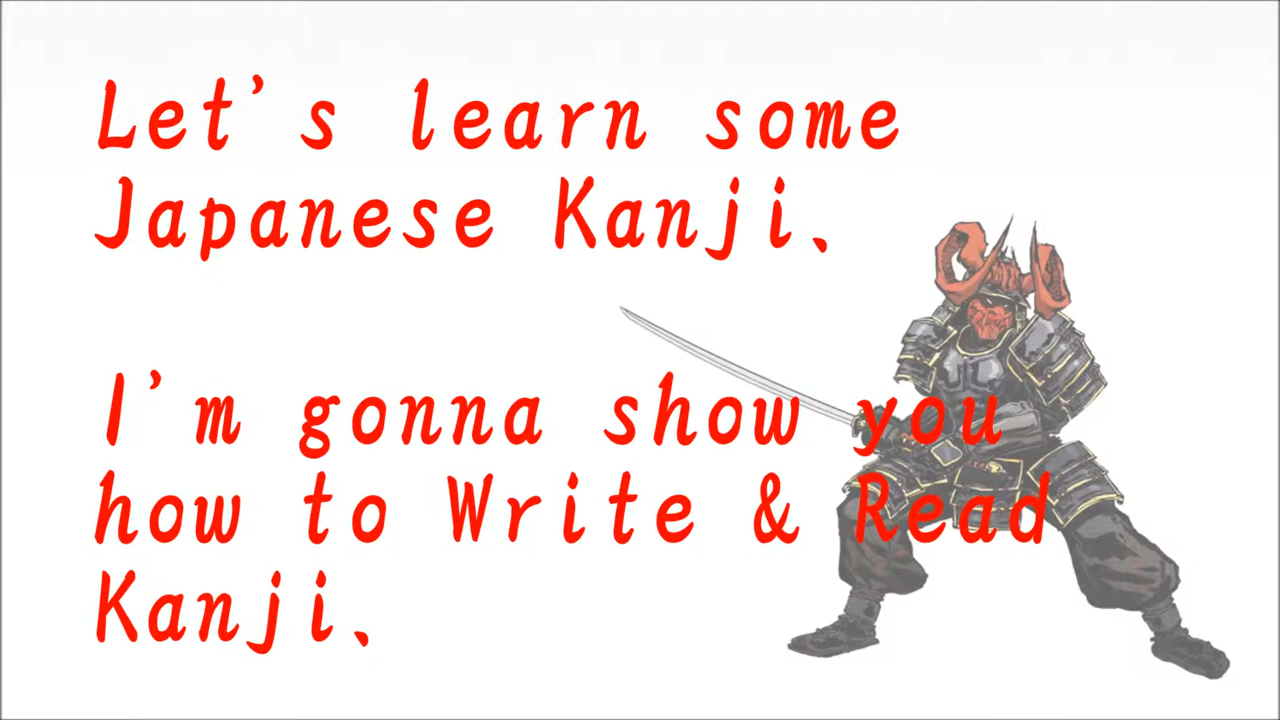 Let's learn some
Japanese Kanji、
I'm gonna show you
how to Write & Read
Kanji、